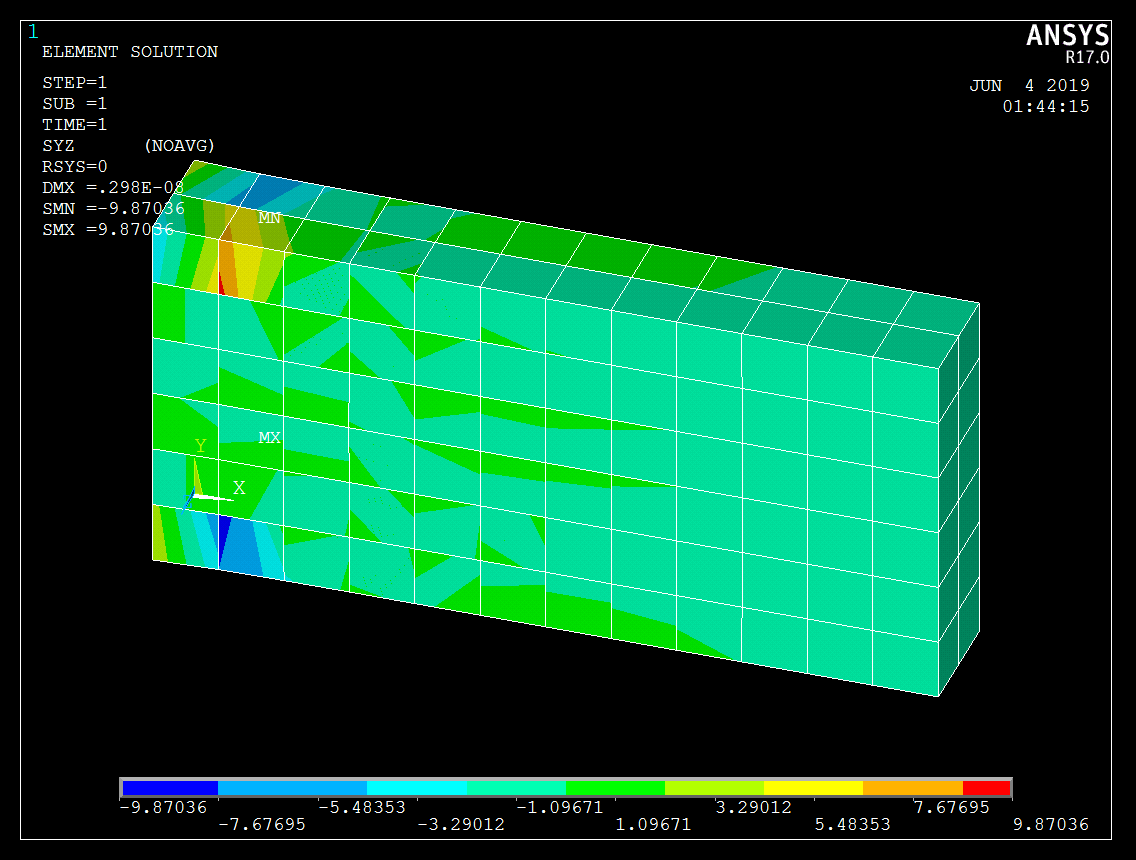 1
ELEMENT SOLUTION
ANSYS
R17.0
STEP=1
SUB =1
TIME=1
SYZ (NOAVG)
RSYS=0
DMX =.298E-08
SMN =-9.87036
SMX =9.87036
JUN 4 2019
01:44:15
MN
MX
Y
X
-9.87036 -5.48353 -1.09671 3.29012 7.67695
-7.67695 -3.29012 1.09671 5.48353 9.87036